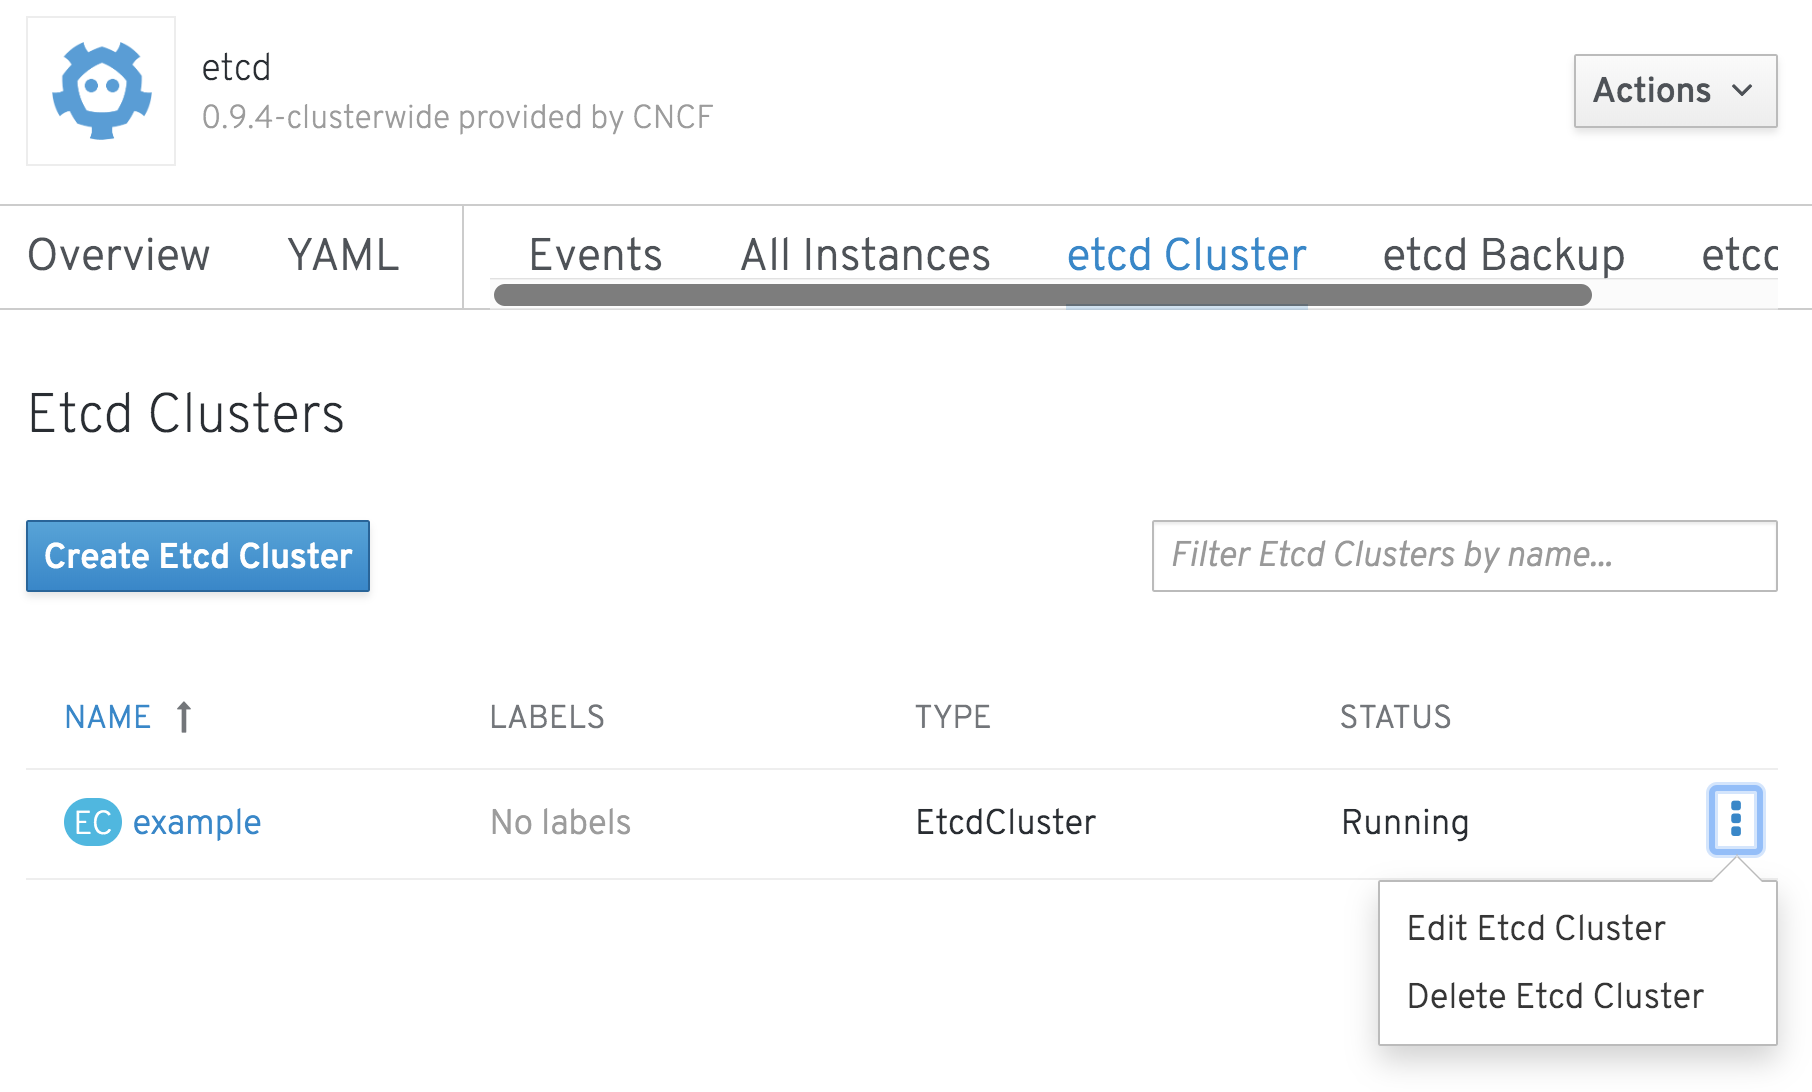 etcd
0.9.4-clusterwide provided by CNCF
Actions
Overview YAML Events All Instances etcd Cluster etcd Backup
Etcd Clusters
Create Etcd Cluster
Filter Etcd Clusters by name...
NAME LABELS TYPE STATUS
EC example No labels EtcdCluster Running
Edit Etcd Cluster
Delete Etcd Cluster